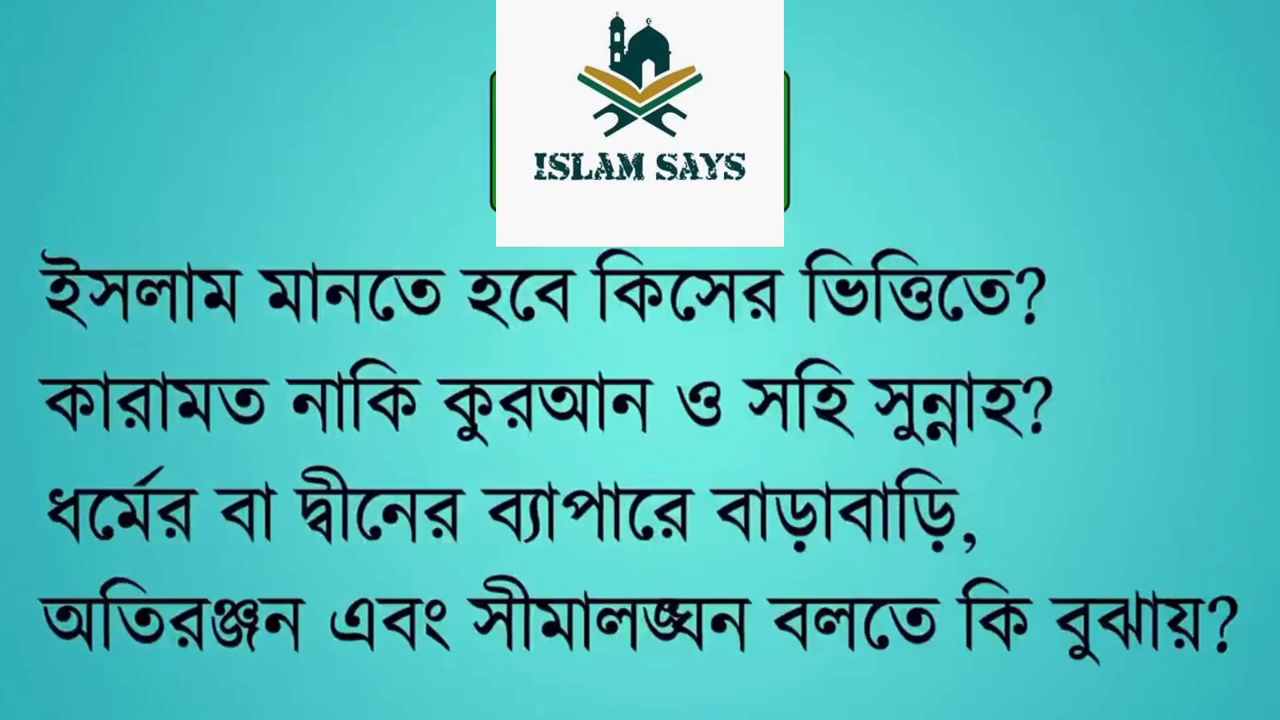 ISLAM SAYS
ইসলাম মানতে হবে কিসের ভিত্তিতে?
কারামত নাকি কুরআন ও সহি সুন্নাহ?
ধর্মের বা দ্বীনের ব্যাপারে বাড়াবাড়ি,
অতিরঞ্জন এবং সীমালঙ্ঘন বলতে কি বুঝায়?